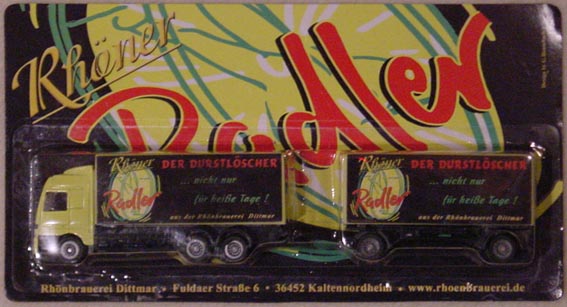 Rhöner
Radler
Rhöner DER DURSTLÖSCHER
... nicht nur
Radler für heiße Tage !
aus der Rhönbrauerei Dittmar
Rhöner DER DURSTLÖSCHER
... nicht nur
Radler für heiße Tage !
aus der Rhönbrauerei Dittmar
Rhönbrauerei Dittmar • Fuldaer Straße 6 • 36452 Kaltennordheim • www.rhoenbrauerei.de